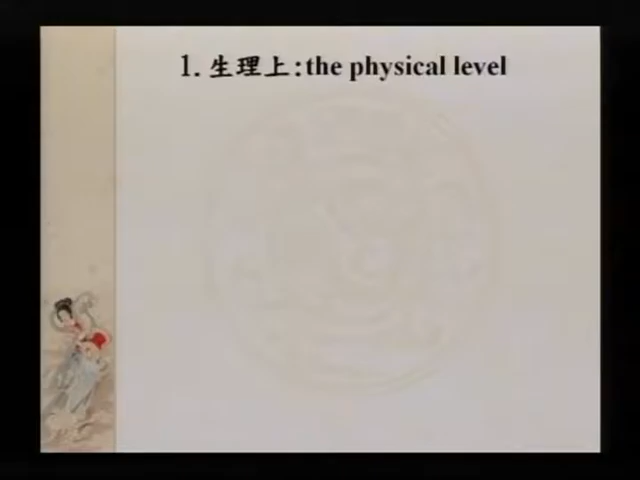 1. 生理上:the physical level